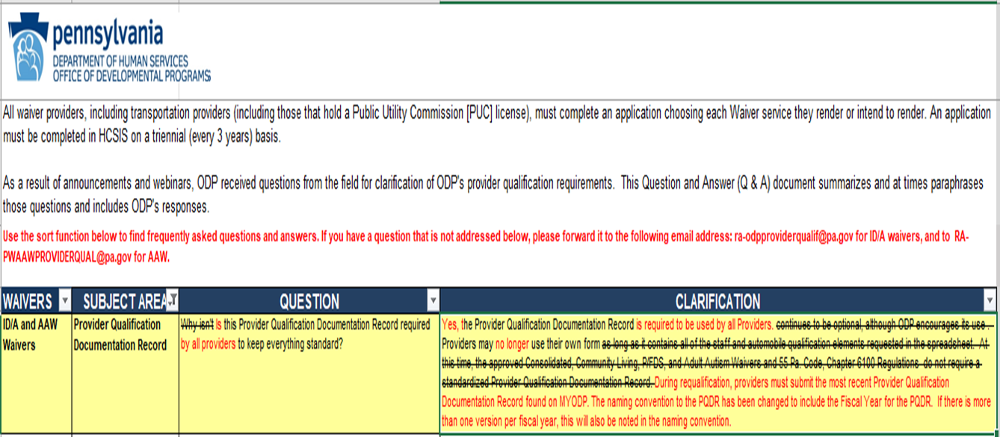 pennsylvania
DEPARTMENT OF HUMAN SERVICES
OFFICE OF DEVELOPMENTAL PROGRAMS
All waiver providers, including transportation providers (including those that hold a Public Utility Commission [PUC] license), must complete an application choosing each Waiver service they render or intend to render. An application
must be completed in HCSIS on a triennial (every 3 years) basis.
As a result of announcements and webinars, ODP received questions from the field for clarification of ODP's provider qualification requirements. This Question and Answer (Q & A) document summarizes and at times paraphrases
those questions and includes ODP's responses.
Use the sort function below to find frequently asked questions and answers. If you have a question that is not addressed below, please forward it to the following email address: ra-odpproviderqualif@pa.gov for ID/A waivers, and to RA-
PWAAWPROVIDERQUAL@pa.gov for AAW.
WAIVERS SUBJECT AREA QUESTION CLARIFICATION
ID/A and AAW
Waivers
Provider Qualification
Documentation Record
Why isn't Is this Provider Qualification Documentation Record required
by all providers to keep everything standard?
Yes, the Provider Qualification Documentation Record is required to be used by all Providers. continues to be optional, although ODP encourages its use .
Providers may no longer use their own form as long as it contains all of the staff and automobile qualification elements requested in the spreadsheet. At
this time, the approved Consolidated, Community Living, P/FDS, and Adult Autism Waivers and 55 Pa. Code, Chapter 6100 Regulations do not require a
standardized Provider Qualification Documentation Record. During requalification, providers must submit the most recent Provider Qualification
Documentation Record found on MYODP. The naming convention to the PQDR has been changed to include the Fiscal Year for the PQDR. If there is more
than one version per fiscal year, this will also be noted in the naming convention.